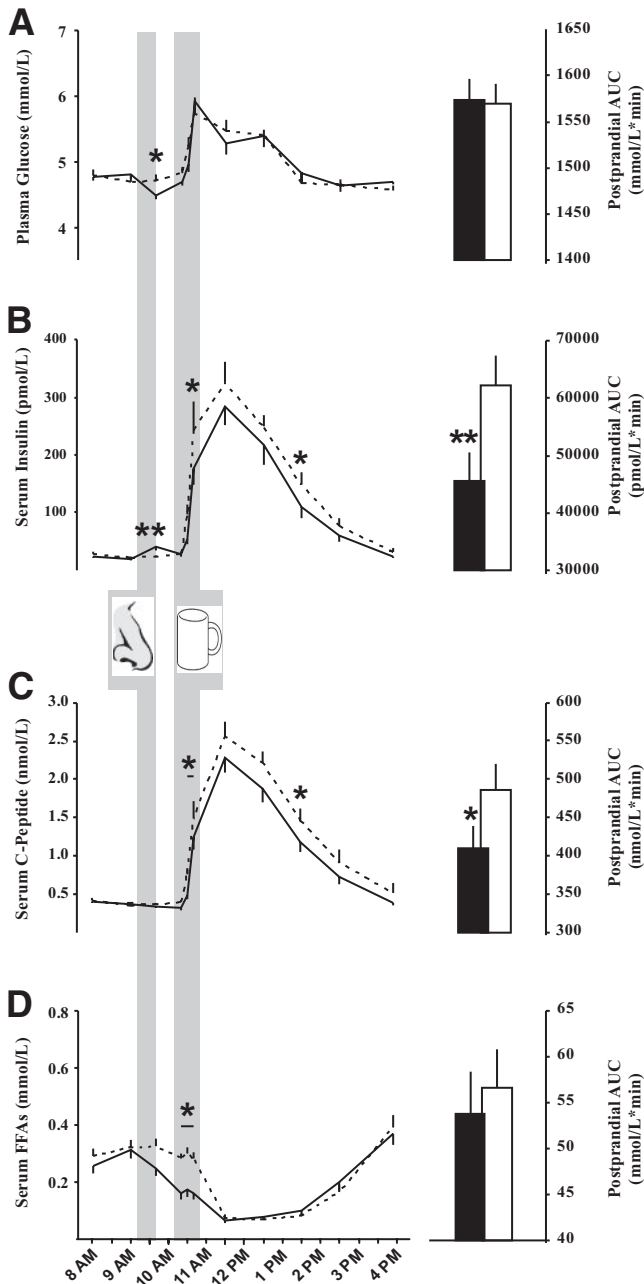 A
Plasma Glucose (mmol/L)
7
6
5
4
*
Postprandial AUC
(mmol/L*min)
1650
1600
1550
1500
1450
1400
B
Serum Insulin (pmol/L)
400
300
200
100
**
*
*
**
Postprandial AUC
(pmol/L*min)
70000
60000
50000
40000
30000
C
Serum C-Peptide (nmol/L)
3.0
2.5
2.0
1.5
1.0
0.5
*
*
*
Postprandial AUC
(nmol/L*min)
600
550
500
450
400
350
300
D
Serum FFAs (mmol/L)
0.8
0.6
0.4
0.2
*
Postprandial AUC
(mmol/L*min)
65
60
55
50
45
40
8 AM
9 AM
10 AM
11 AM
12 PM
1 PM
2 PM
3 PM
4 PM